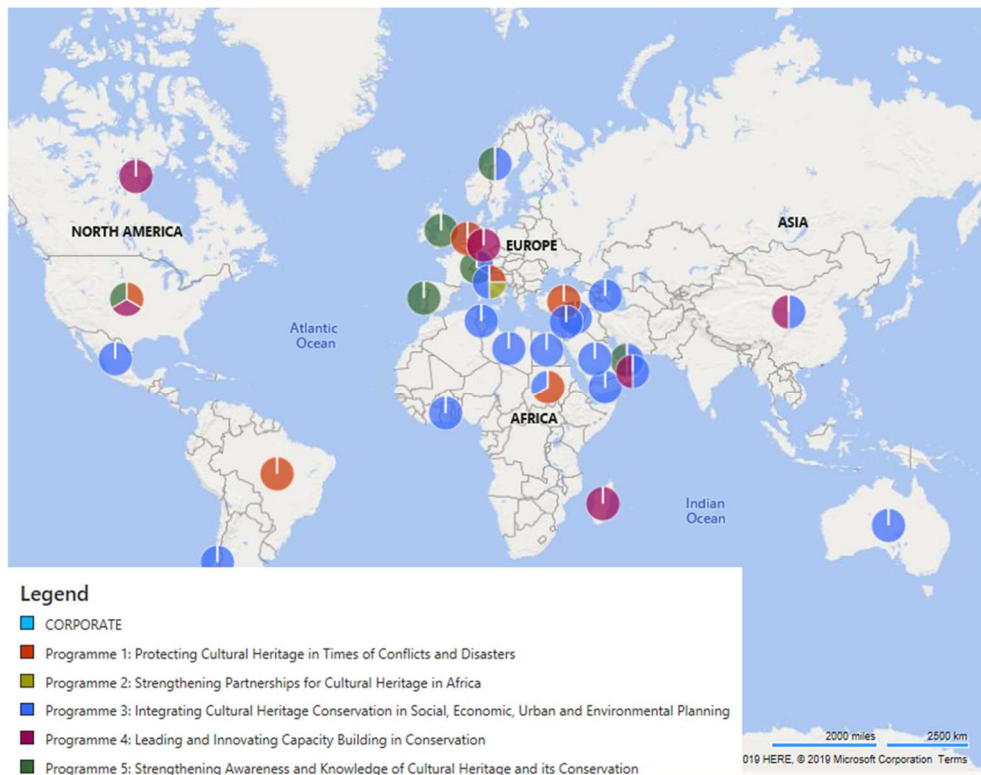 NORTH AMERICA
EUROPE
ASIA
Atlantic
Ocean
AFRICA
Indian
Ocean
Legend
CORPORATE
Programme 1: Protecting Cultural Heritage in Times of Conflicts and Disasters
Programme 2: Strengthening Partnerships for Cultural Heritage in Africa
Programme 3: Integrating Cultural Heritage Conservation in Social, Economic, Urban and Environmental Planning
Programme 4: Leading and Innovating Capacity Building in Conservation
Programme 5: Strengthening Awareness and Knowledge of Cultural Heritage and its Conservation
2000 miles 2500 km
019 HERE, © 2019 Microsoft Corporation Terms